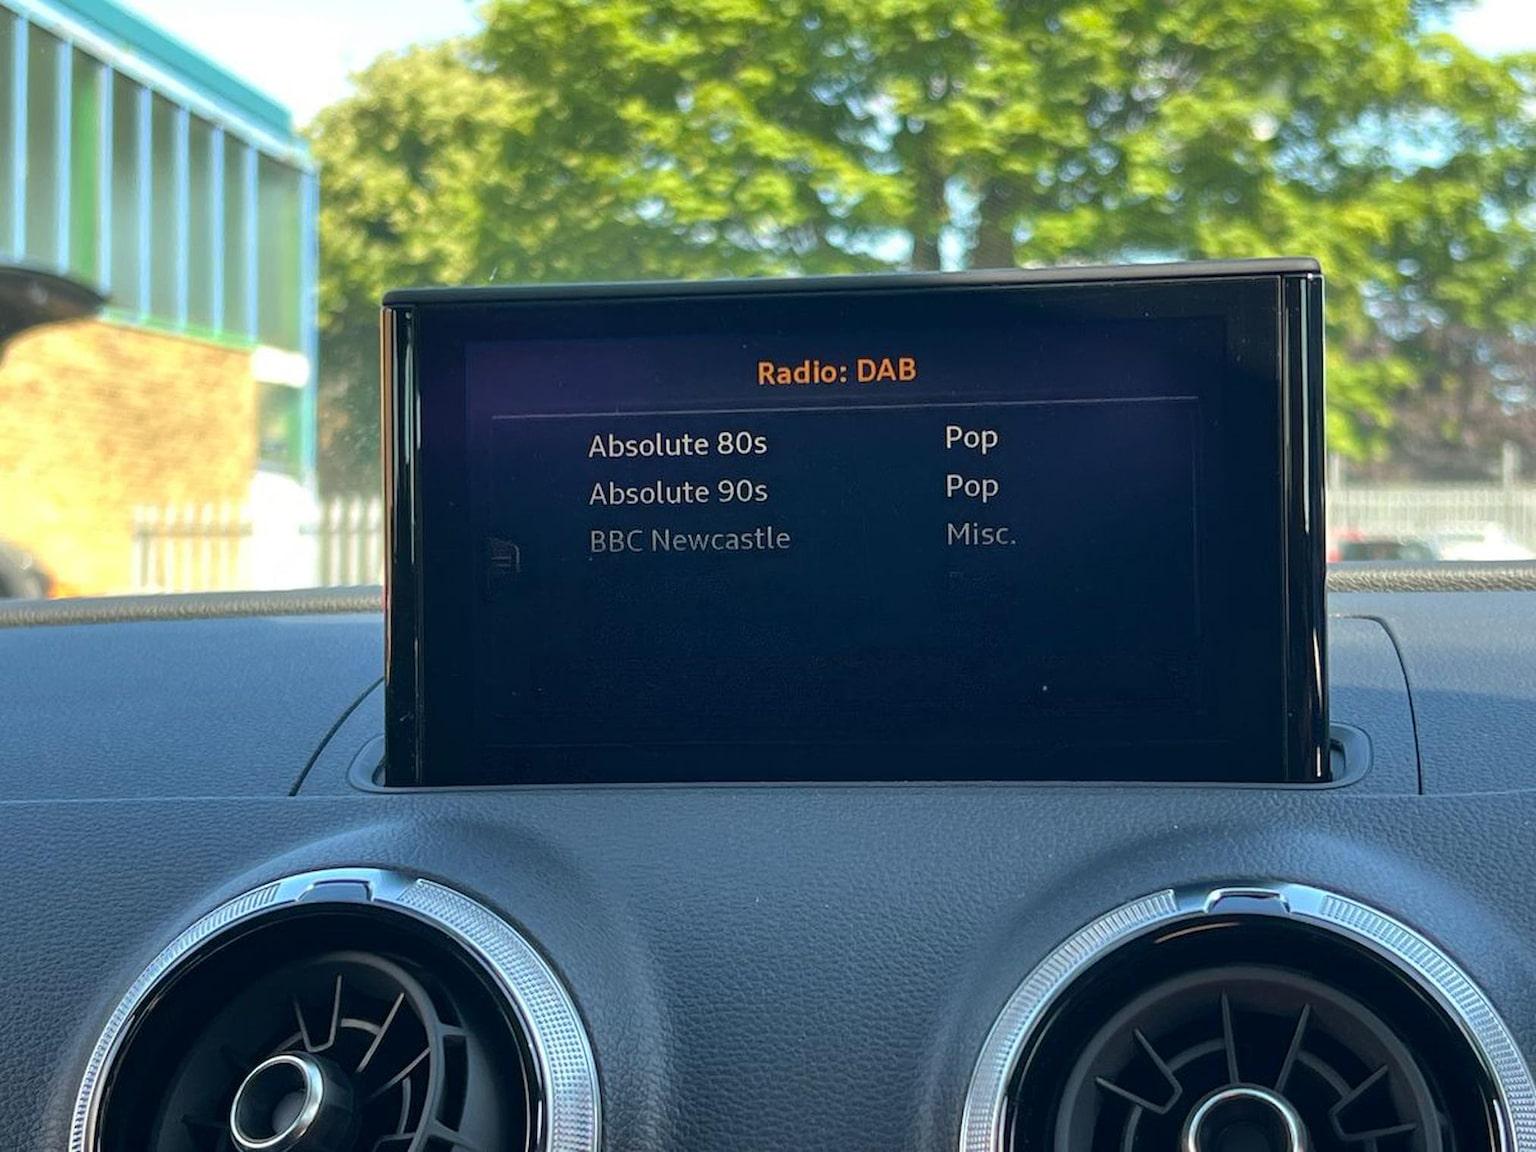 Radio: DAB
Absolute 80s Pop
Absolute 90s Pop
BBC Newcastle Misc.